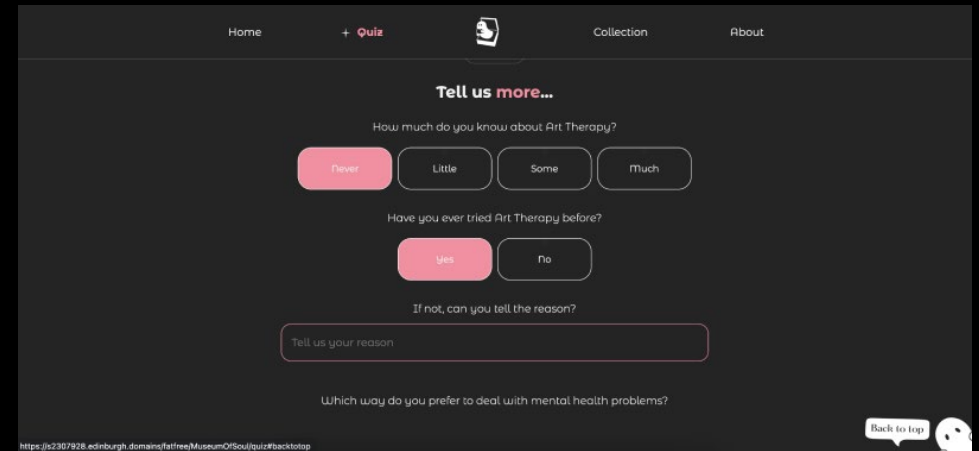 Home + Quiz Collection About
Tell us more...
How much do you know about Art Therapy?
Never Little Some Much
Have you ever tried Art Therapy before?
Yes No
If not, can you tell the reason?
Tell us your reason
Which way do you prefer to deal with mental health problems?
Back to top
https://s2307928.edinburgh.domains/fatfree/MuseumOfSoul/quiz#backtotop